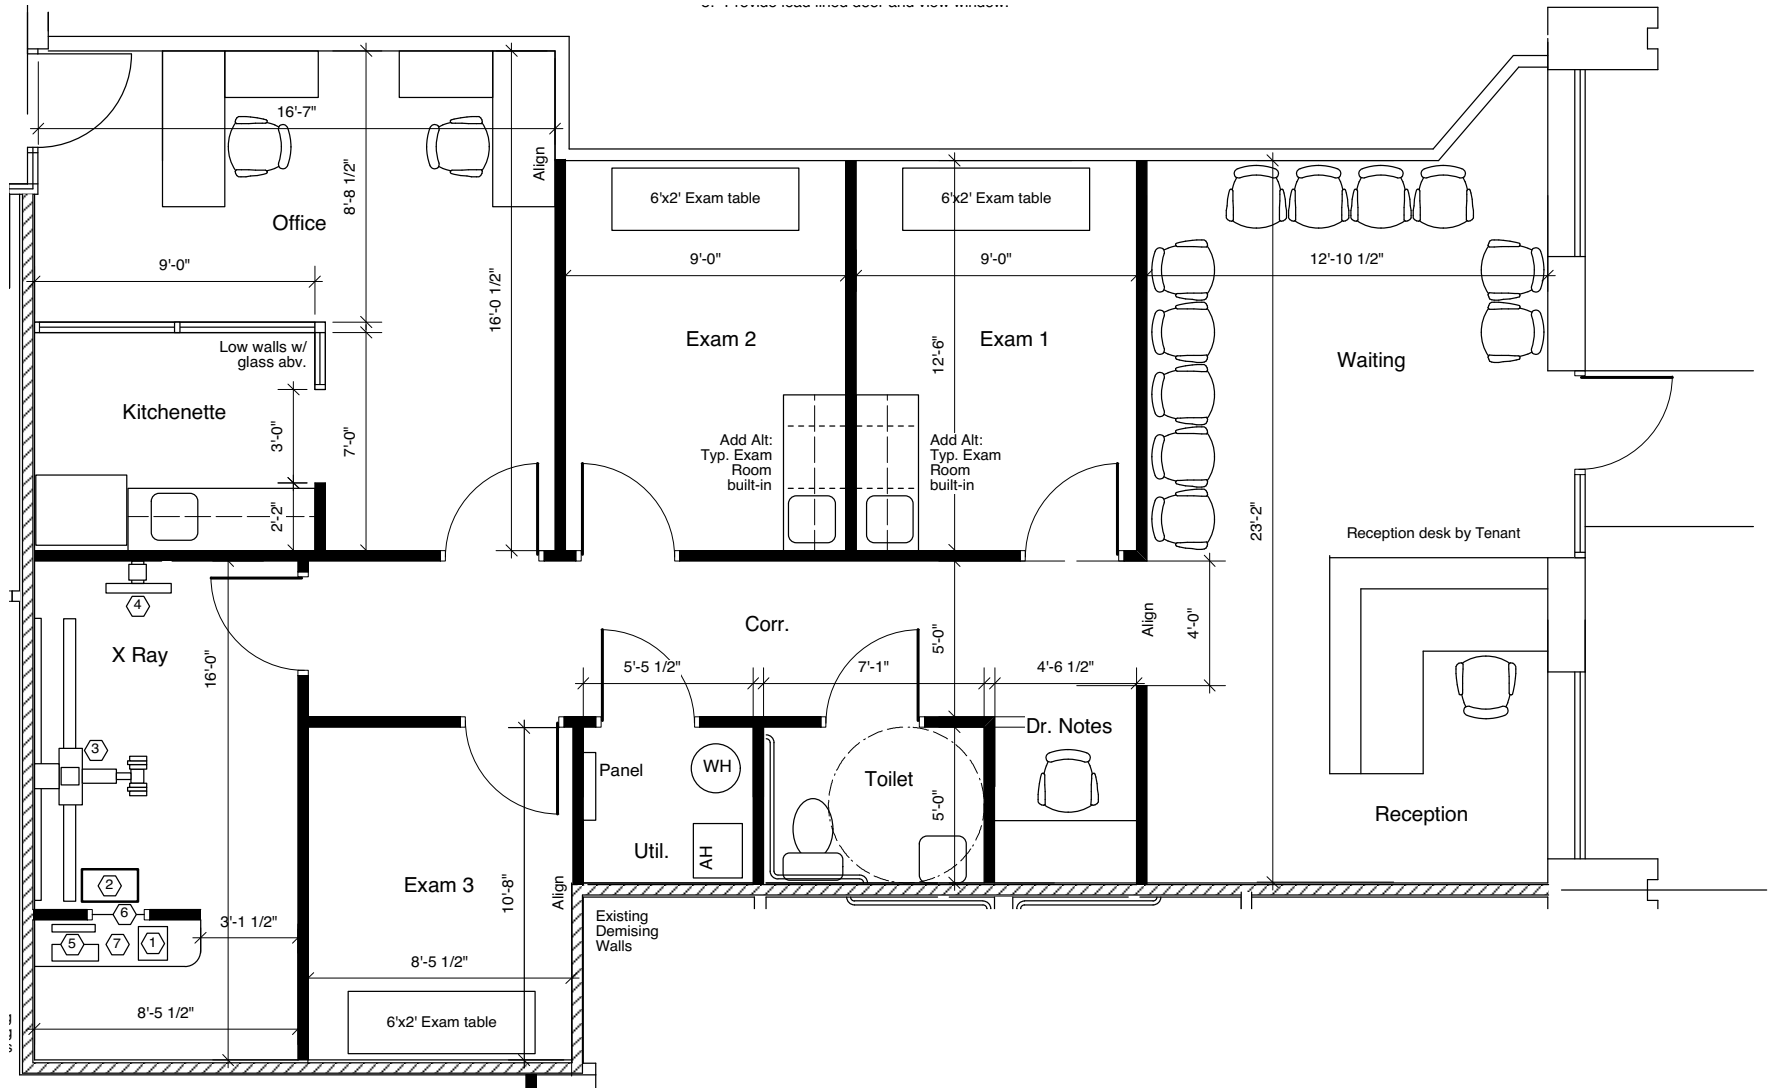 16'-7"
Align
8'-8 1/2"
6'x2' Exam table
6'x2' Exam table
Office
9'-0"
9'-0"
9'-0"
12'-10 1/2"
16'-0 1/2"
Exam 2
Exam 1
Low walls w/
glass abv.
12'-6"
Waiting
Kitchenette
3'-0"
7'-0"
Add Alt:
Typ. Exam
Room
built-in
Add Alt:
Typ. Exam
Room
built-in
2'-2"
23'-2"
Reception desk by Tenant
4
Corr.
Align
4'-0"
5'-0"
X Ray
16'-0"
5'-5 1/2"
7'-1"
4'-6 1/2"
Dr. Notes
3
Panel
WH
Toilet
5'-0"
Reception
Util.
AH
2
Exam 3
10'-8"
Align
6
3'-1 1/2"
Existing
Demising
Walls
5
7
1
8'-5 1/2"
8'-5 1/2"
6'x2' Exam table